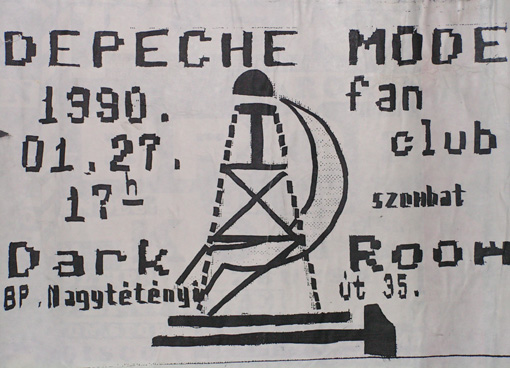 DEPECHE MODE
1990. fan
01.27. club
17h szombat
Dark Room
BP. Nagytétényi út 35.